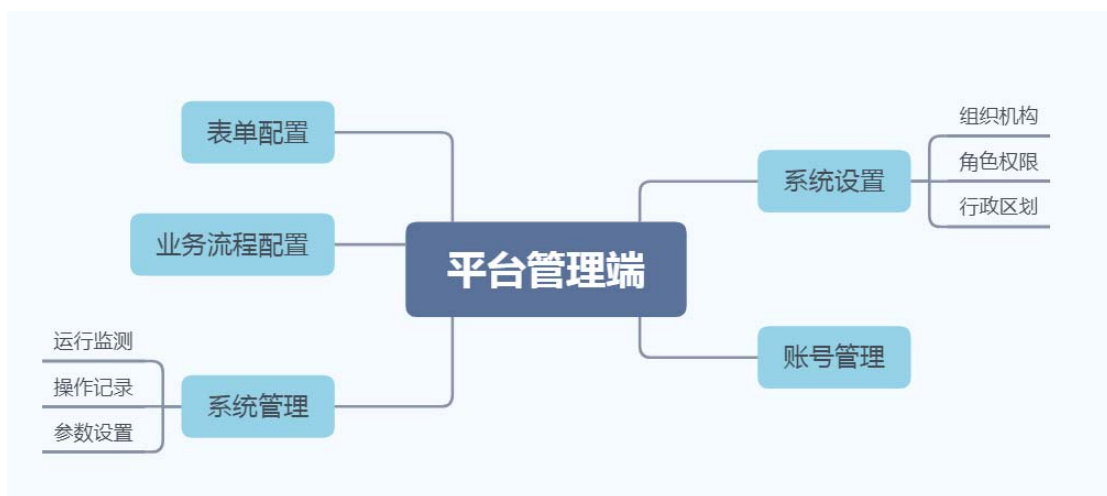 表单配置
业务流程配置
运行监测
操作记录
参数设置
系统管理
平台管理端
组织机构
角色权限
行政区划
系统设置
账号管理